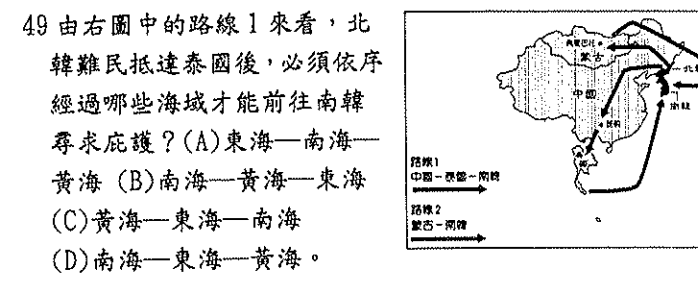 49由右圖中的路線1來看，北
韓難民抵達泰國後，必須依序
經過哪些海域才能前往南韓
尋求庇護？(A)東海—南海—
黃海 (B)南海—黃海—東海
(C)黃海—東海—南海
(D)南海—東海—黃海。
蒙古
中國
南韓
路線1
中國－泰國－南韓
路線2
蒙古－南韓